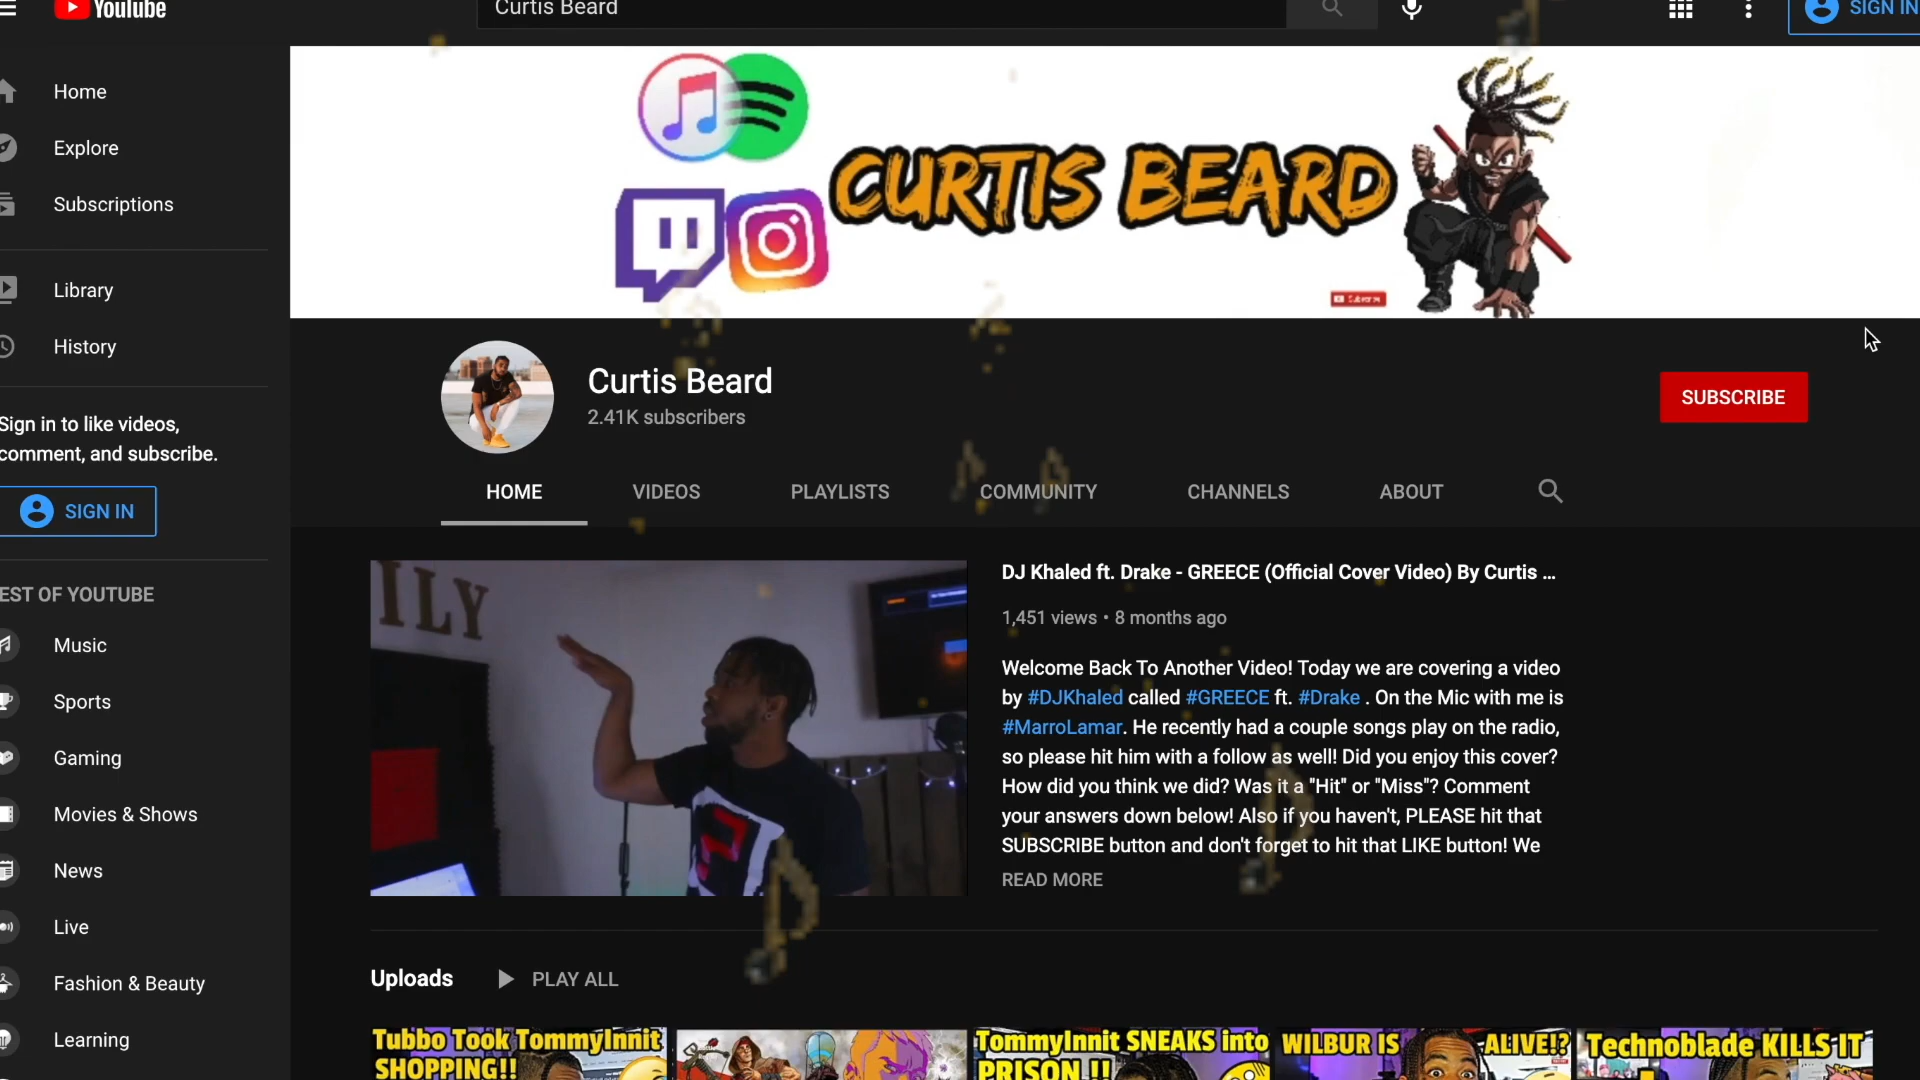 YouTube
Curtis Beard
SIGN IN
Home
Explore
Subscriptions
Library
History
Sign in to like videos,
comment, and subscribe.
SIGN IN
EST OF YOUTUBE
Music
Sports
Gaming
Movies & Shows
News
Live
Fashion & Beauty
Learning
CURTIS BEARD
Subscribe
Curtis Beard
2.41K subscribers
SUBSCRIBE
HOME
VIDEOS
PLAYLISTS
COMMUNITY
CHANNELS
ABOUT
ILY
DJ Khaled ft. Drake - GREECE (Official Cover Video) By Curtis ...
1,451 views • 8 months ago
Welcome Back To Another Video! Today we are covering a video
by #DJKhaled called #GREECE ft. #Drake . On the Mic with me is
#MarroLamar. He recently had a couple songs play on the radio,
so please hit him with a follow as well! Did you enjoy this cover?
How did you think we did? Was it a "Hit" or "Miss"? Comment
your answers down below! Also if you haven't, PLEASE hit that
SUBSCRIBE button and don't forget to hit that LIKE button! We
READ MORE
Uploads
PLAY ALL
Tubbo Took TommyInnit
SHOPPING!!
TommyInnit SNEAKS into
PRISON !!
WILBUR IS ALIVE!?
Technoblade KILLS IT